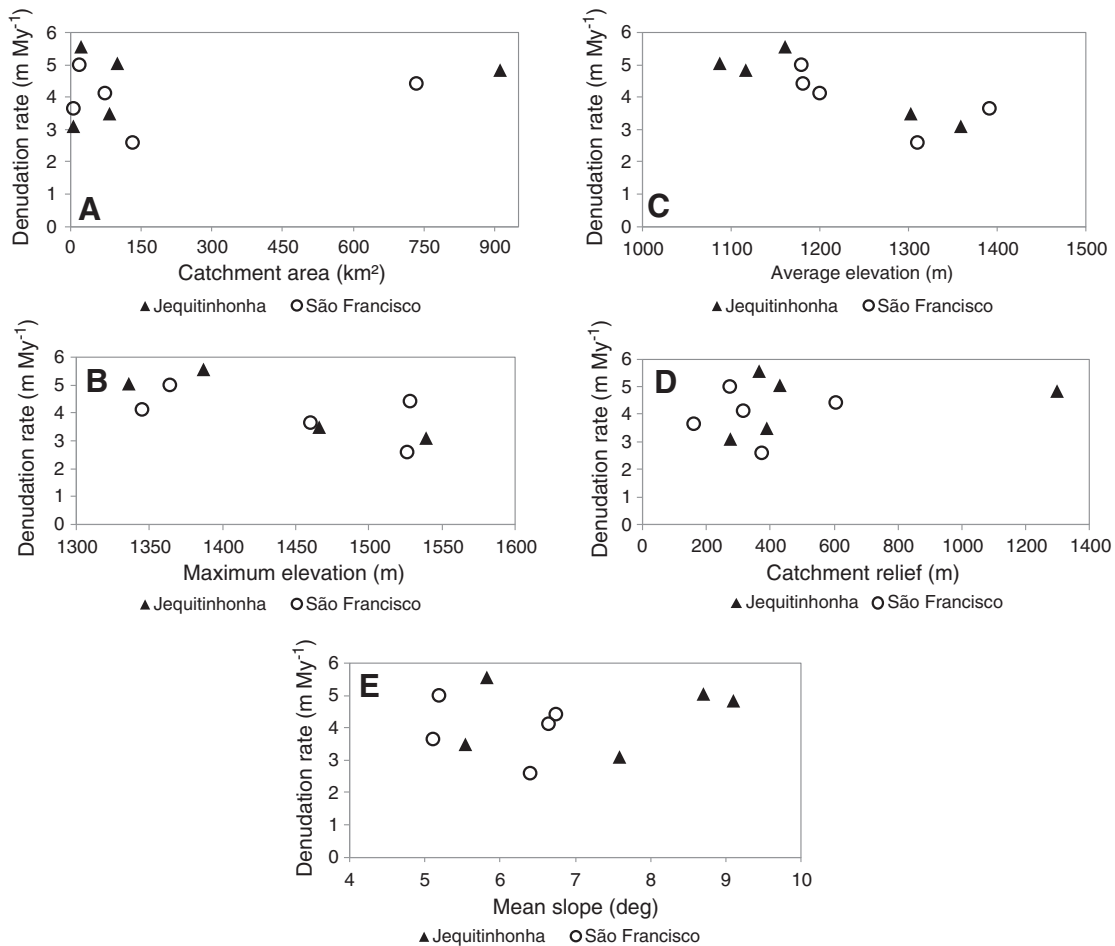 Denudation rate (m My⁻¹)
6
5
4
3
2
1
0
A
0 150 300 450 600 750 900
Catchment area (km²)
▲ Jequitinhonha ○ São Francisco
Denudation rate (m My⁻¹)
6
5
4
3
2
1
0
C
1000 1100 1200 1300 1400 1500
Average elevation (m)
▲ Jequitinhonha ○ São Francisco
Denudation rate (m My⁻¹)
6
5
4
3
2
1
0
B
1300 1350 1400 1450 1500 1550 1600
Maximum elevation (m)
▲ Jequitinhonha ○ São Francisco
Denudation rate (m My⁻¹)
6
5
4
3
2
1
0
D
0 200 400 600 800 1000 1200 1400
Catchment relief (m)
▲ Jequitinhonha ○ São Francisco
Denudation rate (m My⁻¹)
6
5
4
3
2
1
0
E
4 5 6 7 8 9 10
Mean slope (deg)
▲ Jequitinhonha ○ São Francisco